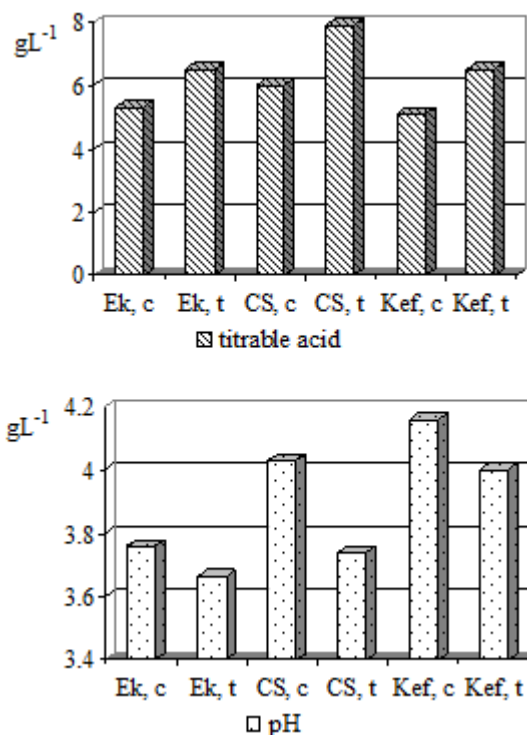 gL-1
8
6
4
2
0
Ek, c Ek, t CS, c CS, t Kef, c Kef, t
titrable acid
gL-1
4.2
4
3.8
3.6
3.4
Ek, c Ek, t CS, c CS, t Kef, c Kef, t
pH